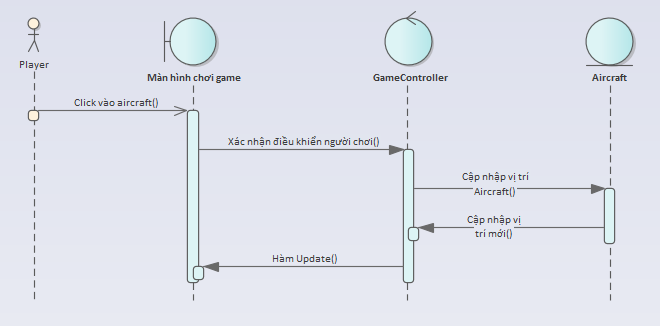 Player
Màn hình chơi game
GameController
Aircraft
Click vào aircraft()
Xác nhận điều khiển người chơi()
Cập nhập vị trí
Aircraft()
Cập nhập vị
trí mới()
Hàm Update()